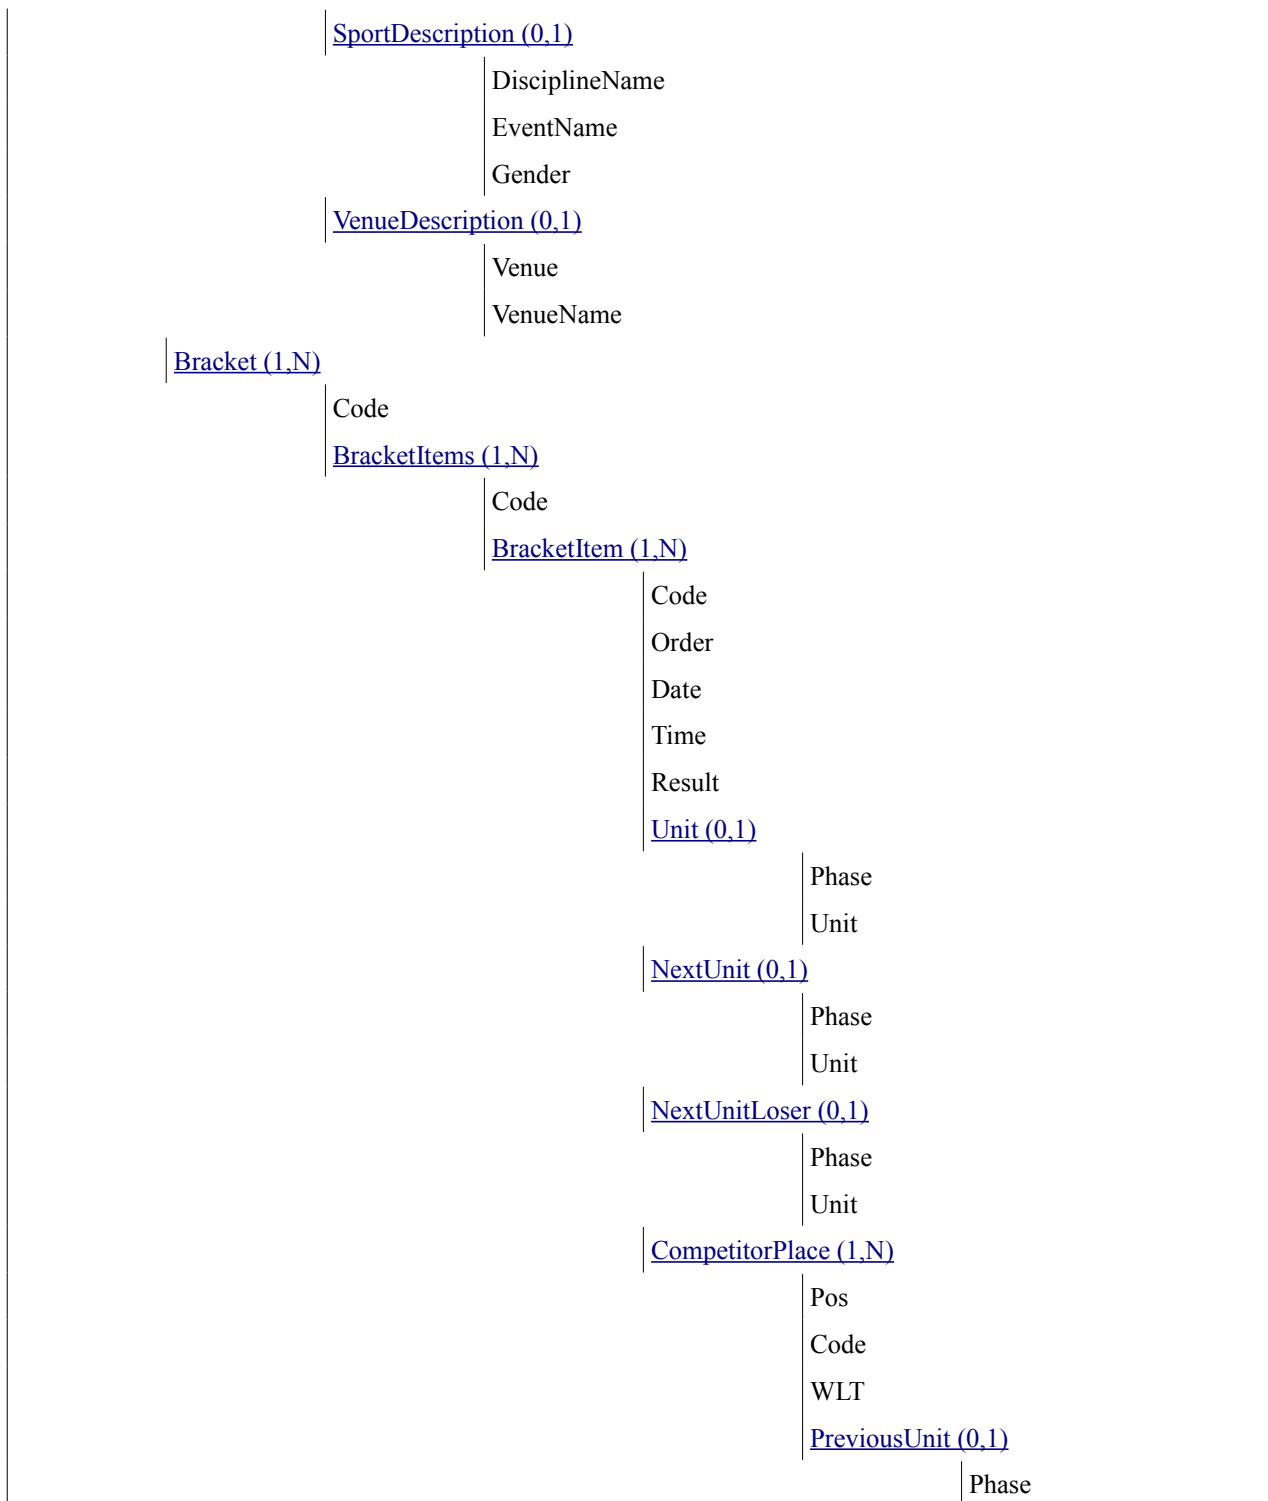 SportDescription (0,1)
DisciplineName
EventName
Gender
VenueDescription (0,1)
Venue
VenueName
Bracket (1,N)
Code
BracketItems (1,N)
Code
BracketItem (1,N)
Code
Order
Date
Time
Result
Unit (0,1)
Phase
Unit
NextUnit (0,1)
Phase
Unit
NextUnitLoser (0,1)
Phase
Unit
CompetitorPlace (1,N)
Pos
Code
WLT
PreviousUnit (0,1)
Phase